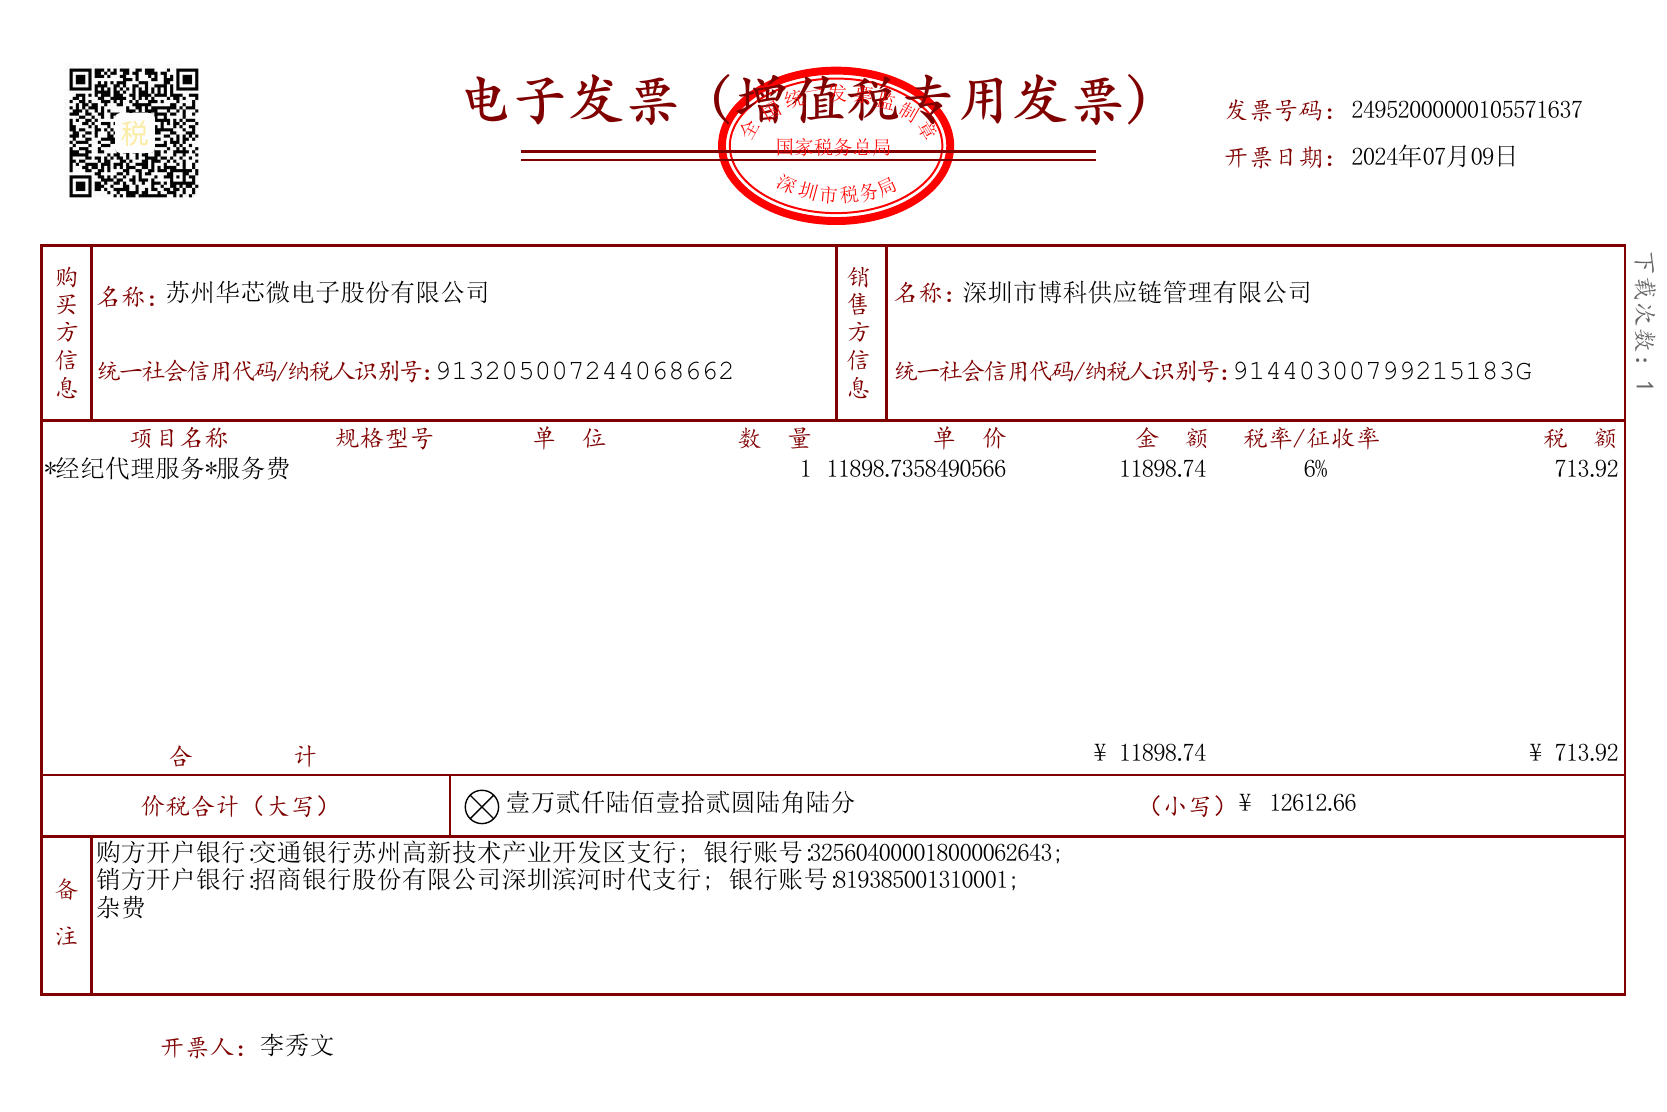 税
电子发票（增值税专用发票）
全国统一发票监制章
国家税务总局
深圳市税务局
发票号码：24952000000105571637
开票日期：2024年07月09日
下载次数：1
购买方信息
名称：苏州华芯微电子股份有限公司
统一社会信用代码/纳税人识别号：913205007244068662
销售方信息
名称：深圳市博科供应链管理有限公司
统一社会信用代码/纳税人识别号：91440300799215183G
项目名称 规格型号 单 位 数 量 单 价 金 额 税率/征收率 税 额
*经纪代理服务*服务费 1 11898.7358490566 11898.74 6% 713.92
合 计 ¥ 11898.74 ¥ 713.92
价税合计（大写） 壹万贰仟陆佰壹拾贰圆陆角陆分 （小写）¥ 12612.66
备注
购方开户银行:交通银行苏州高新技术产业开发区支行; 银行账号:325604000018000062643;
销方开户银行:招商银行股份有限公司深圳滨河时代支行; 银行账号:819385001310001;
杂费
开票人：李秀文